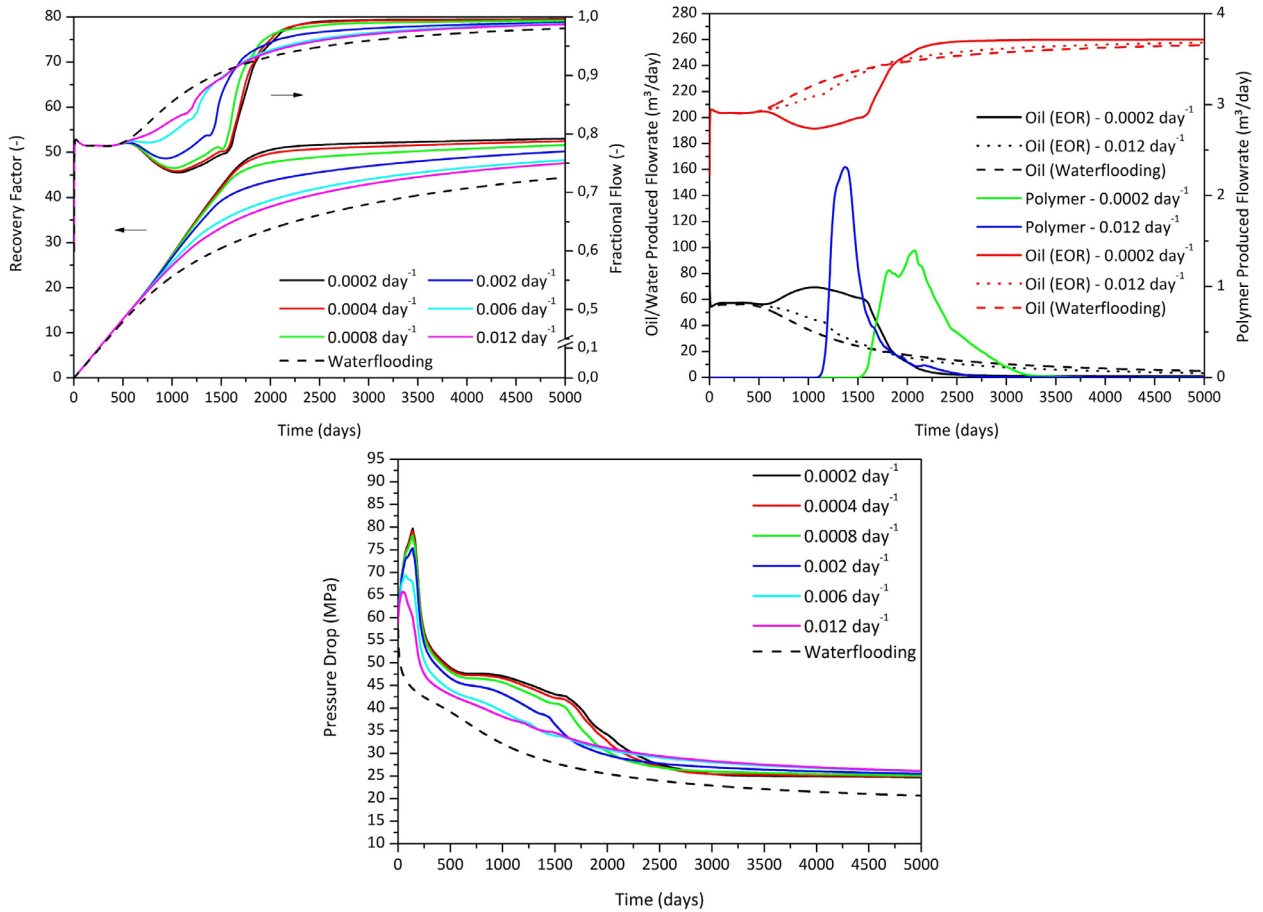 80
70
60
50
40
30
20
10
0
Recovery Factor (-)
1,0
0,9
0,8
0,7
0,6
0,5
0,1
0,0
Fractional Flow (-)
0.0002 day⁻¹
0.0004 day⁻¹
0.0008 day⁻¹
Waterflooding
0.002 day⁻¹
0.006 day⁻¹
0.012 day⁻¹
0 500 1000 1500 2000 2500 3000 3500 4000 4500 5000
Time (days)
280
260
240
220
200
180
160
140
120
100
80
60
40
20
0
Oil/Water Produced Flowrate (m³/day)
4
3
2
1
0
Polymer Produced Flowrate (m³/day)
Oil (EOR) - 0.0002 day⁻¹
Oil (EOR) - 0.012 day⁻¹
Oil (Waterflooding)
Polymer - 0.0002 day⁻¹
Polymer - 0.012 day⁻¹
Oil (EOR) - 0.0002 day⁻¹
Oil (EOR) - 0.012 day⁻¹
Oil (Waterflooding)
0 500 1000 1500 2000 2500 3000 3500 4000 4500 5000
Time (days)
95
90
85
80
75
70
65
60
55
50
45
40
35
30
25
20
15
10
Pressure Drop (MPa)
0.0002 day⁻¹
0.0004 day⁻¹
0.0008 day⁻¹
0.002 day⁻¹
0.006 day⁻¹
0.012 day⁻¹
Waterflooding
0 500 1000 1500 2000 2500 3000 3500 4000 4500 5000
Time (days)